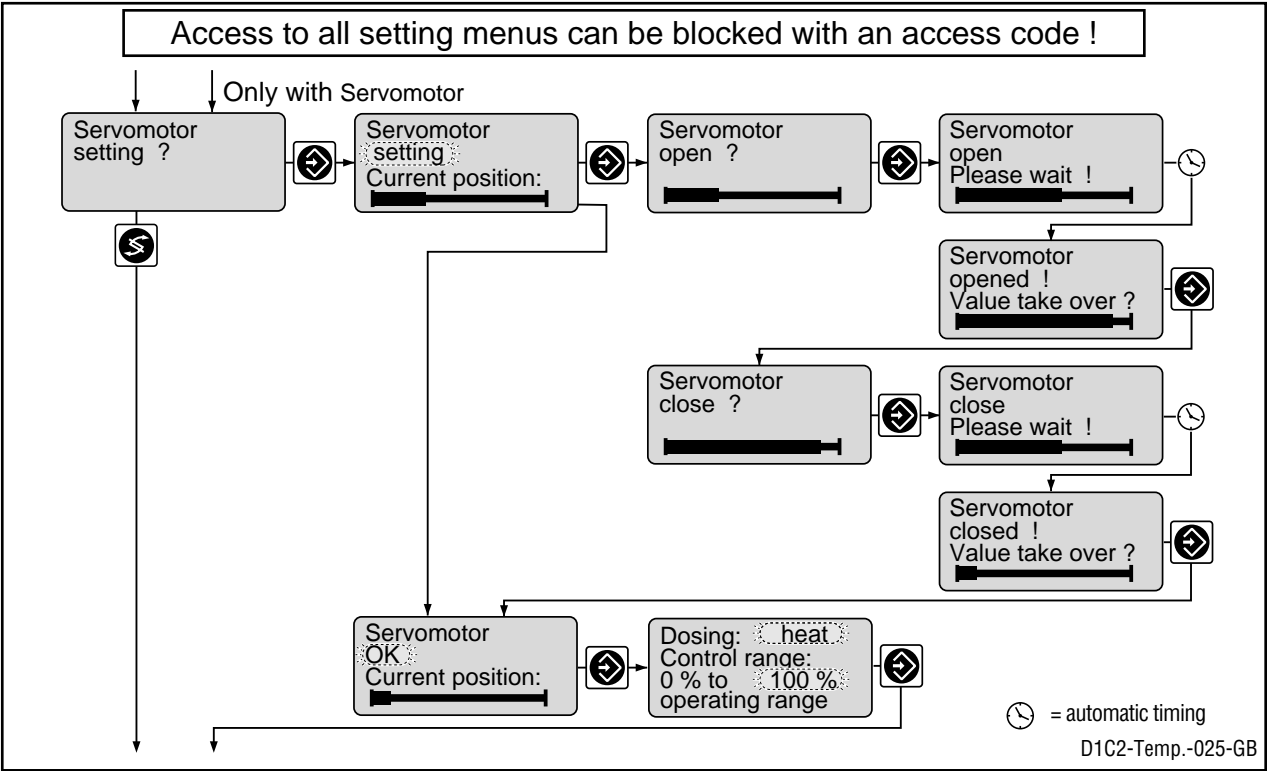 Access to all setting menus can be blocked with an access code !
Only with Servomotor
Servomotor
setting ?
Servomotor
setting
Current position:
Servomotor
open ?
Servomotor
open
Please wait !
Servomotor
opened !
Value take over ?
Servomotor
close ?
Servomotor
close
Please wait !
Servomotor
closed !
Value take over ?
Servomotor
OK
Current position:
Dosing: heat
Control range:
0 % to 100 %
operating range
= automatic timing
D1C2-Temp.-025-GB